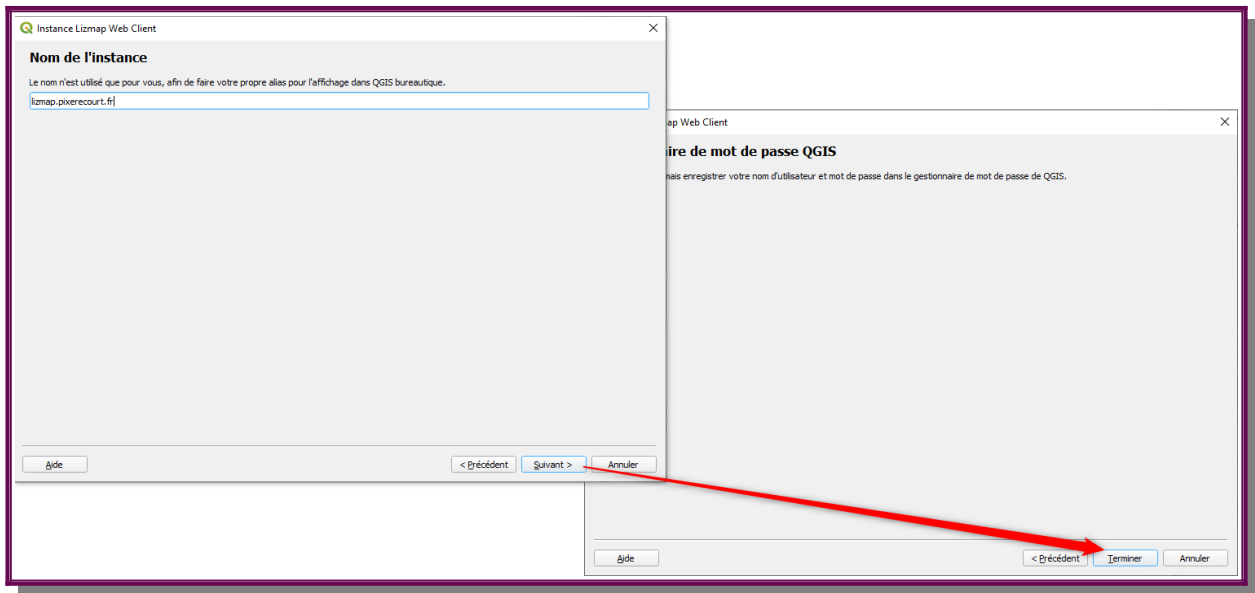 Instance Lizmap Web Client
Nom de l'instance
Le nom n'est utilisé que pour vous, afin de faire votre propre alias pour l'affichage dans QGIS bureautique.
lizmap.pixerecourt.fr
Aide
< Précédent
Suivant >
Annuler
ap Web Client
ire de mot de passe QGIS
mais enregistrer votre nom d'utilisateur et mot de passe dans le gestionnaire de mot de passe de QGIS.
Aide
< Précédent
Terminer
Annuler